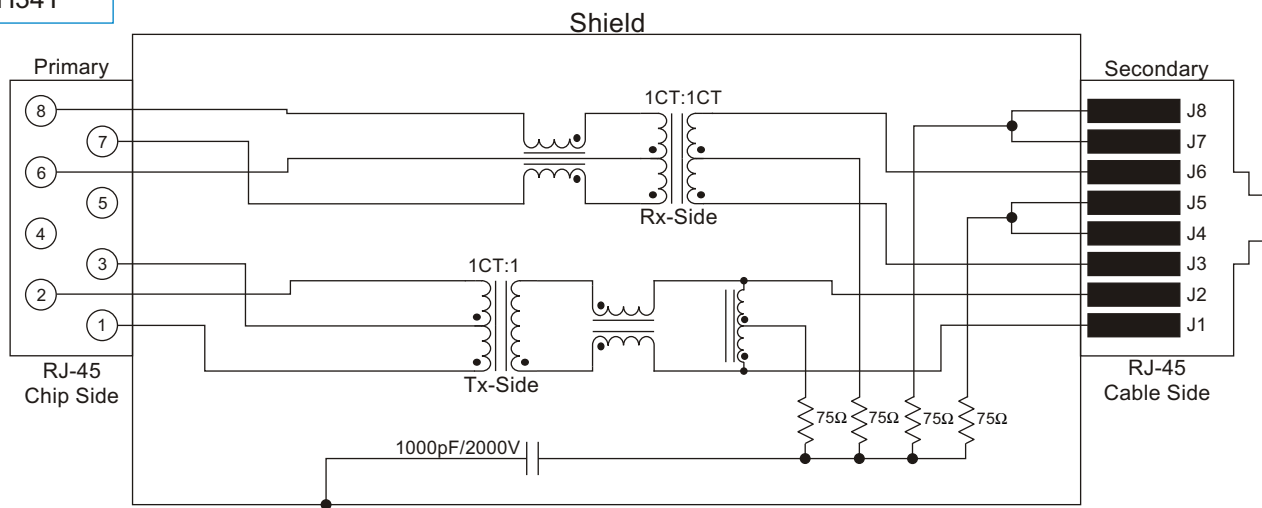 Shield
Primary
Secondary
8
7
6
5
4
3
2
1
RJ-45
Chip Side
1CT:1CT
Rx-Side
1CT:1
Tx-Side
J8
J7
J6
J5
J4
J3
J2
J1
RJ-45
Cable Side
75Ω
75Ω
75Ω
75Ω
1000pF/2000V